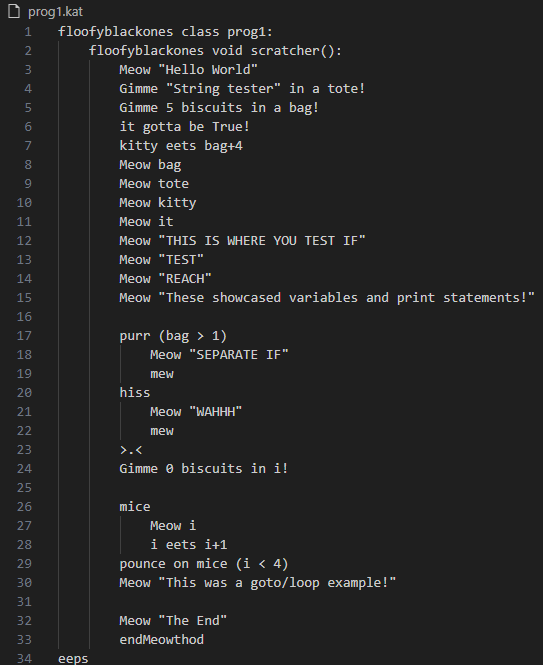 prog1.kat
1 floofyblackones class prog1:
2 floofyblackones void scratcher():
3 Meow "Hello World"
4 Gimme "String tester" in a tote!
5 Gimme 5 biscuits in a bag!
6 it gotta be True!
7 kitty eets bag+4
8 Meow bag
9 Meow tote
10 Meow kitty
11 Meow it
12 Meow "THIS IS WHERE YOU TEST IF"
13 Meow "TEST"
14 Meow "REACH"
15 Meow "These showcased variables and print statements!"
16
17 purr (bag > 1)
18 Meow "SEPARATE IF"
19 mew
20 hiss
21 Meow "WAHHH"
22 mew
23 >.<
24 Gimme 0 biscuits in i!
25
26 mice
27 Meow i
28 i eets i+1
29 pounce on mice (i < 4)
30 Meow "This was a goto/loop example!"
31
32 Meow "The End"
33 endMeowthod
34 eeps